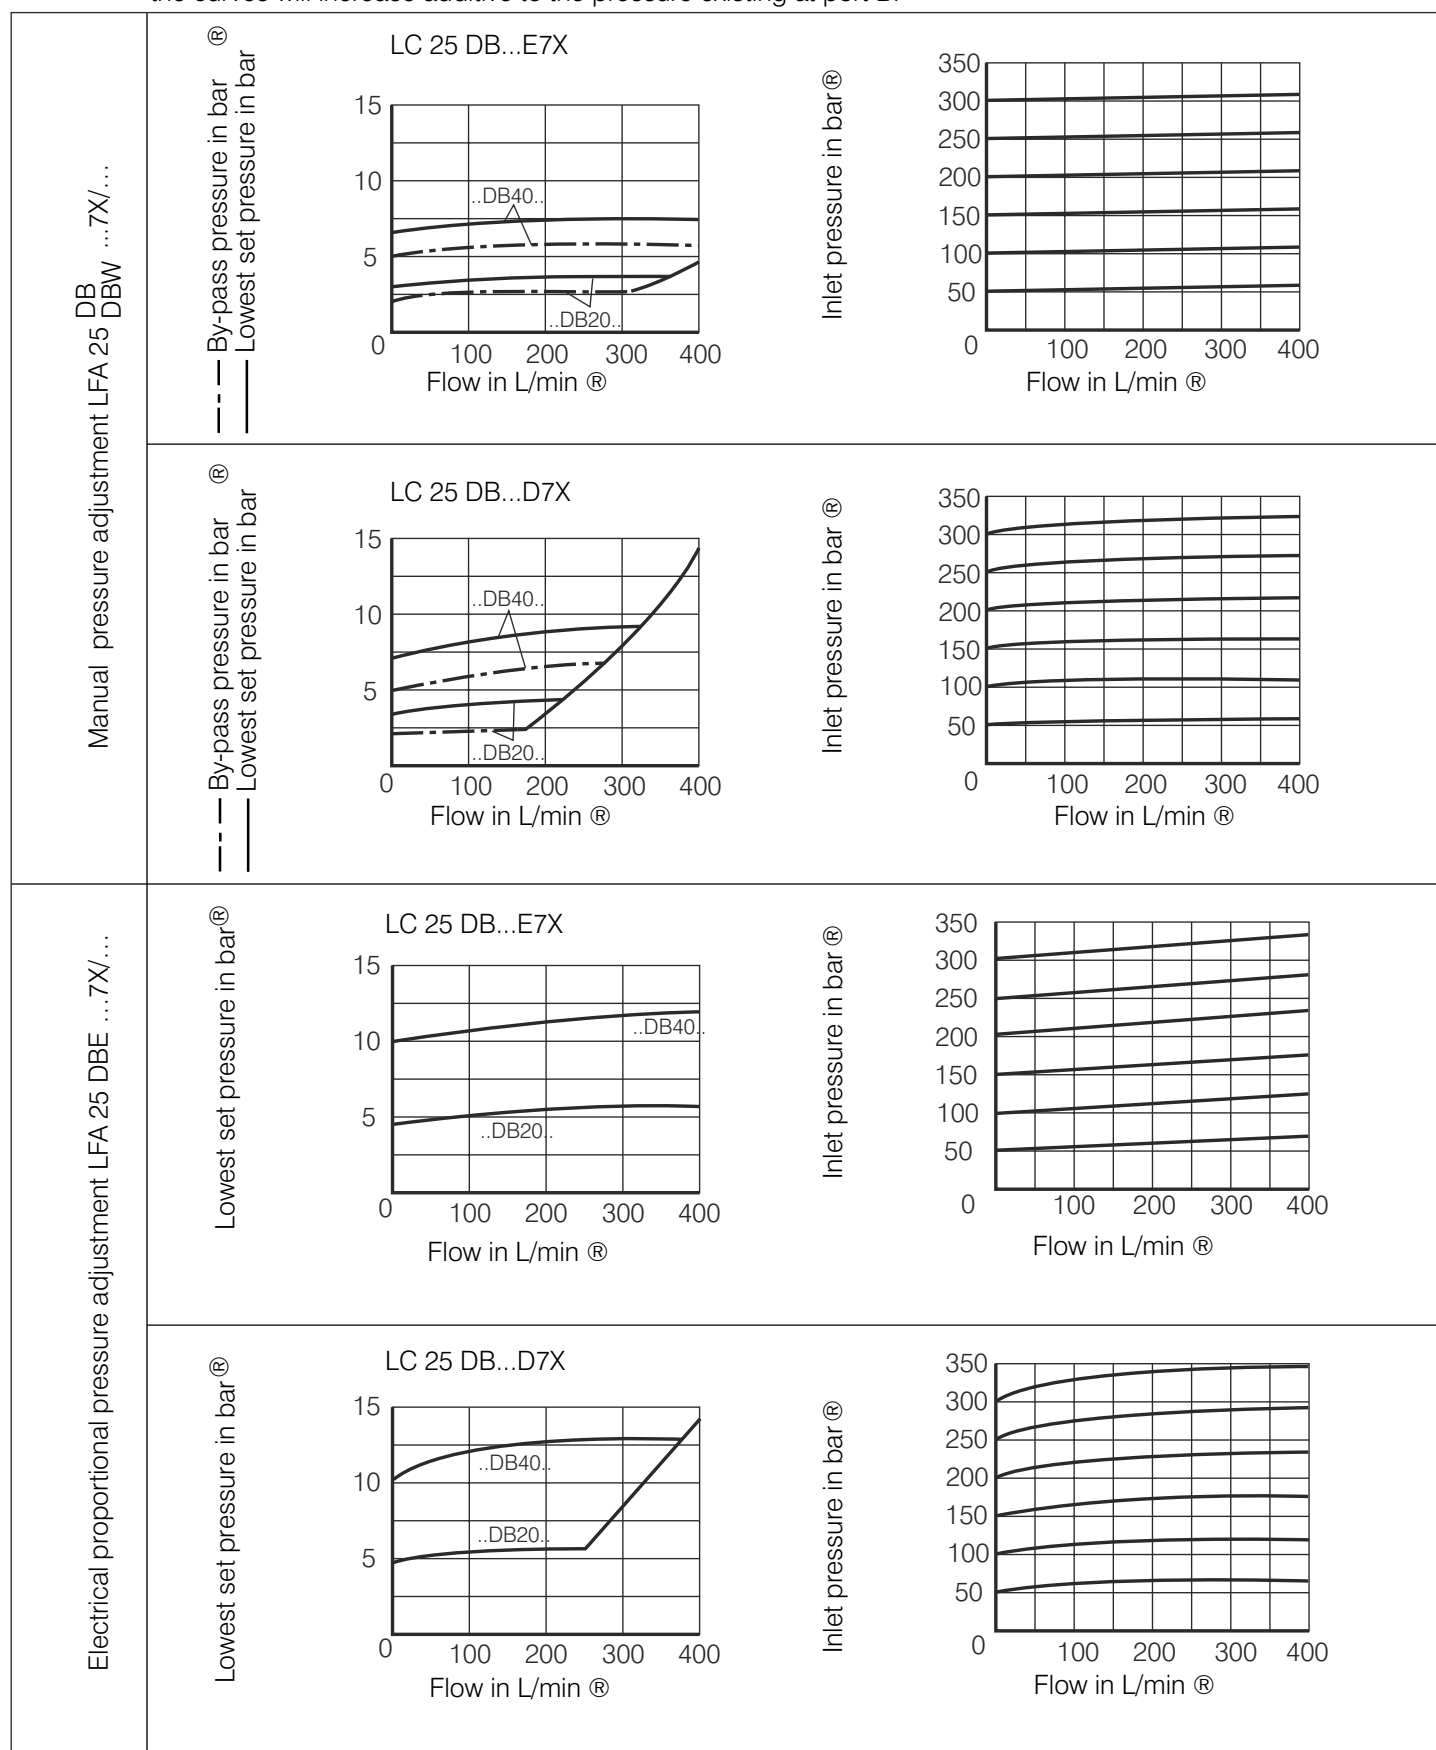 Manual pressure adjustment LFA 25 DB
DBW ...7X/...
By-pass pressure in bar ®
Lowest set pressure in bar
LC 25 DB...E7X
15
10
5
0
100 200 300 400
..DB40..
..DB20..
Flow in L/min ®
Inlet pressure in bar ®
350
300
250
200
150
100
50
0
100 200 300 400
Flow in L/min ®
By-pass pressure in bar ®
Lowest set pressure in bar
LC 25 DB...D7X
15
10
5
0
100 200 300 400
..DB40..
..DB20..
Flow in L/min ®
Inlet pressure in bar ®
350
300
250
200
150
100
50
0
100 200 300 400
Flow in L/min ®
Electrical proportional pressure adjustment LFA 25 DBE ...7X/...
Lowest set pressure in bar ®
LC 25 DB...E7X
15
10
5
0
100 200 300 400
..DB40..
..DB20..
Flow in L/min ®
Inlet pressure in bar ®
350
300
250
200
150
100
50
0
100 200 300 400
Flow in L/min ®
Lowest set pressure in bar ®
LC 25 DB...D7X
15
10
5
0
100 200 300 400
..DB40..
..DB20..
Flow in L/min ®
Inlet pressure in bar ®
350
300
250
200
150
100
50
0
100 200 300 400
Flow in L/min ®